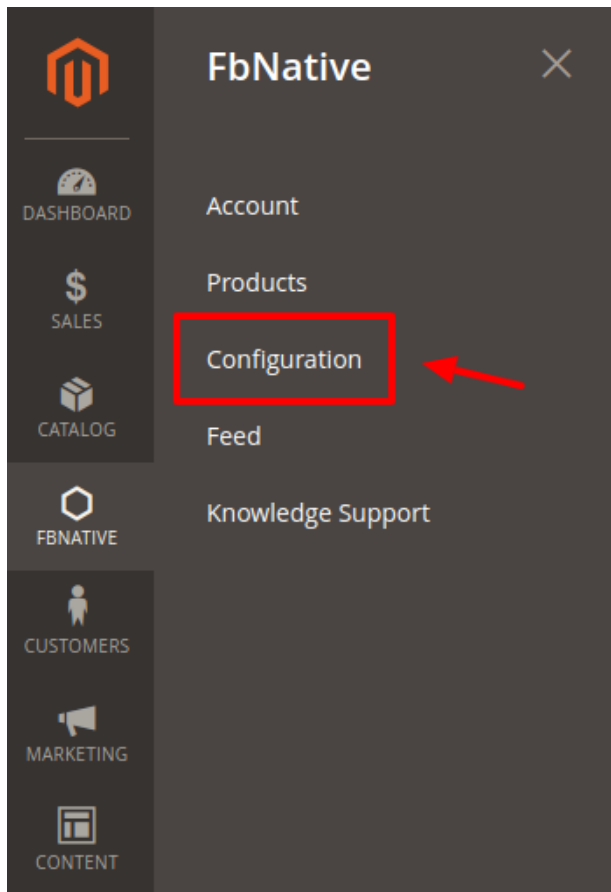 FbNative
DASHBOARD
SALES
CATALOG
FBNATIVE
CUSTOMERS
MARKETING
CONTENT
Account
Products
Configuration
Feed
Knowledge Support